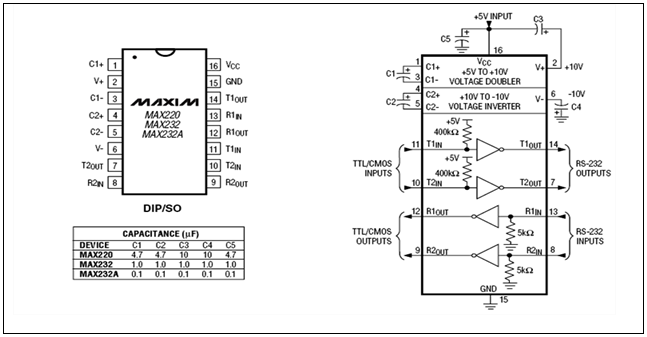 C1+ 1
V+ 2
C1- 3
C2+ 4
C2- 5
V- 6
T2OUT 7
R2IN 8
MAXIM
MAX220
MAX232
MAX232A
16 VCC
15 GND
14 T1OUT
13 R1IN
12 R1OUT
11 T1IN
10 T2IN
9 R2OUT
DIP/SO
CAPACITANCE (μF)
DEVICE C1 C2 C3 C4 C5
MAX220 4.7 4.7 10 10 4.7
MAX232 1.0 1.0 1.0 1.0 1.0
MAX232A 0.1 0.1 0.1 0.1 0.1
+5V INPUT
C3
C5
16
VCC
C1
1 C1+
3 C1-
+5V TO +10V
VOLTAGE DOUBLER
V+ 2
+10V
C2
4 C2+
5 C2-
+10V TO -10V
VOLTAGE INVERTER
V- 6
-10V
C4
+5V
400kΩ
11 T1IN
T1OUT 14
+5V
400kΩ
10 T2IN
T2OUT 7
TTL/CMOS
INPUTS
RS-232
OUTPUTS
12 R1OUT
R1IN 13
5kΩ
9 R2OUT
R2IN 8
5kΩ
TTL/CMOS
OUTPUTS
RS-232
INPUTS
GND
15